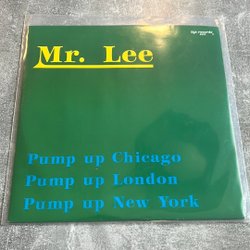 Mr. Lee
Pump up Chicago
Pump up London
Pump up New York